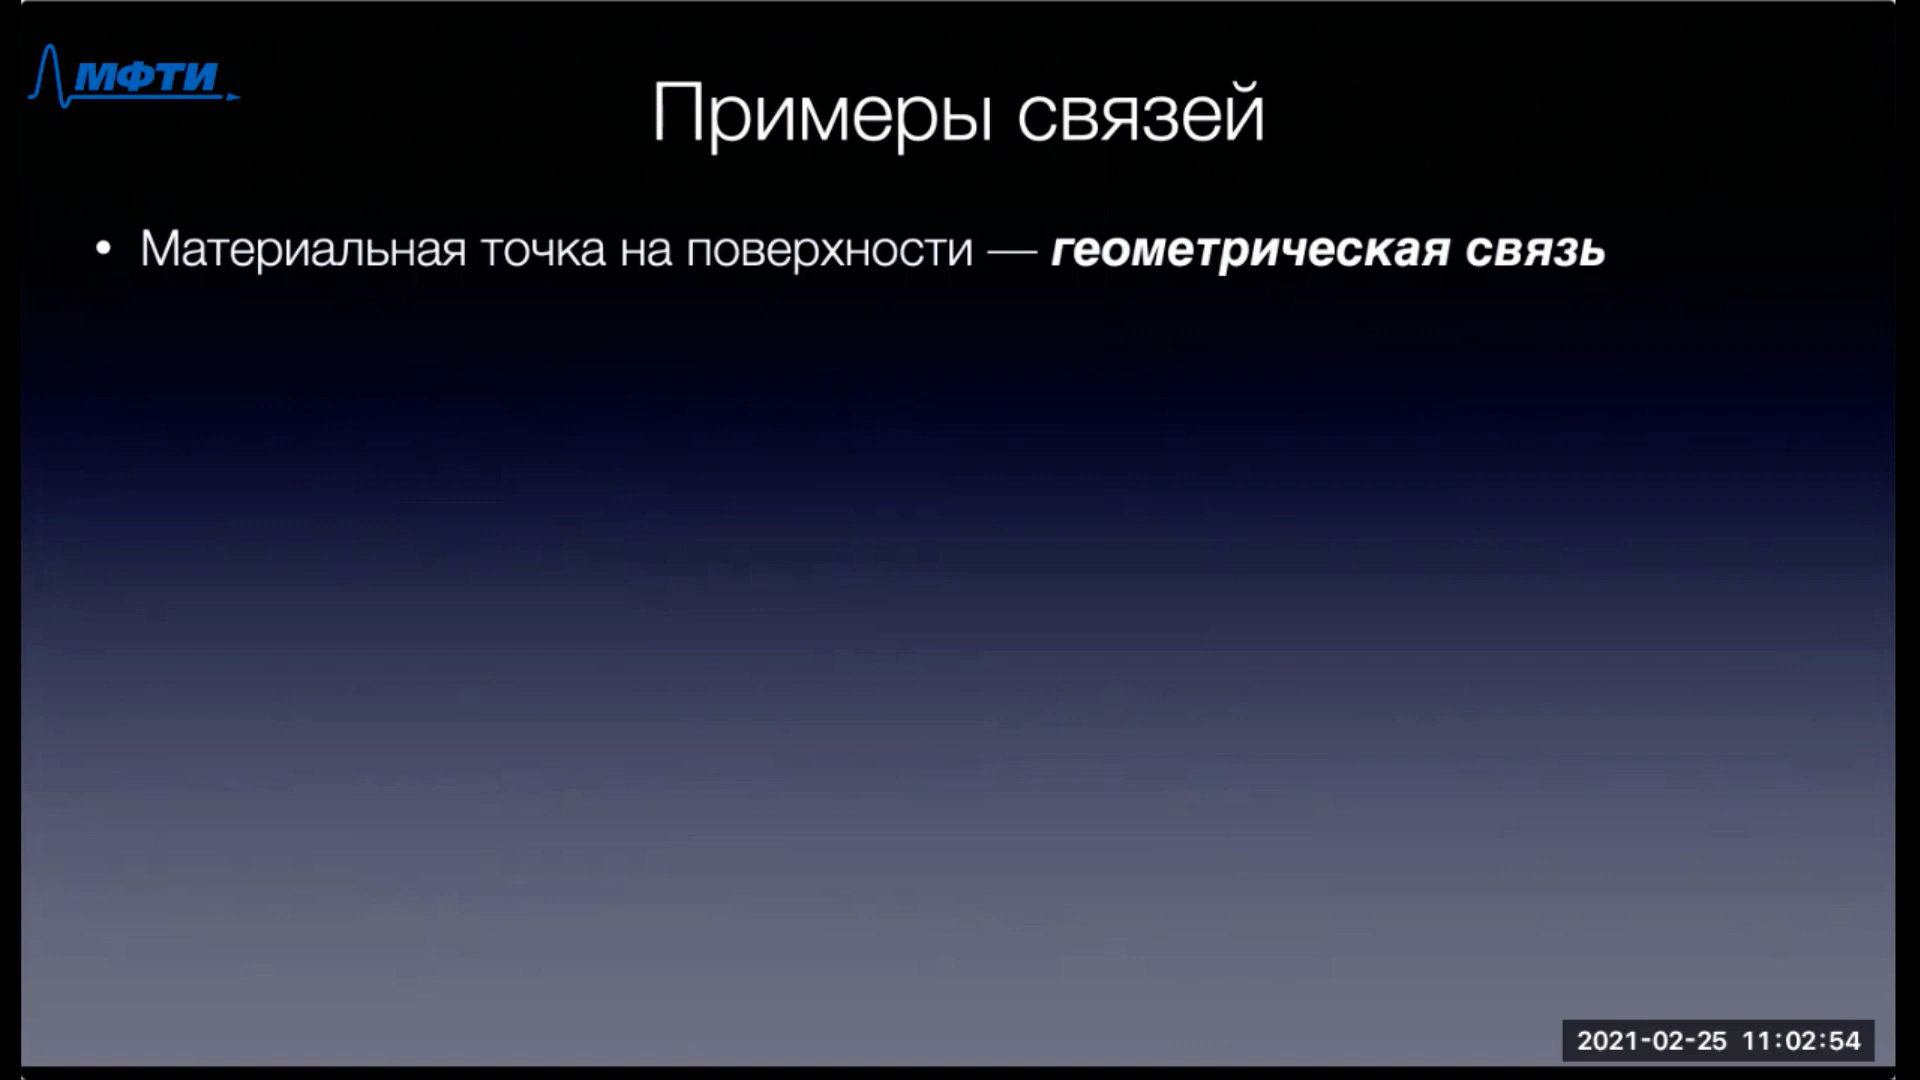 МФТИ
Примеры связей
• Материальная точка на поверхности — геометрическая связь
2021-02-25 11:02:54